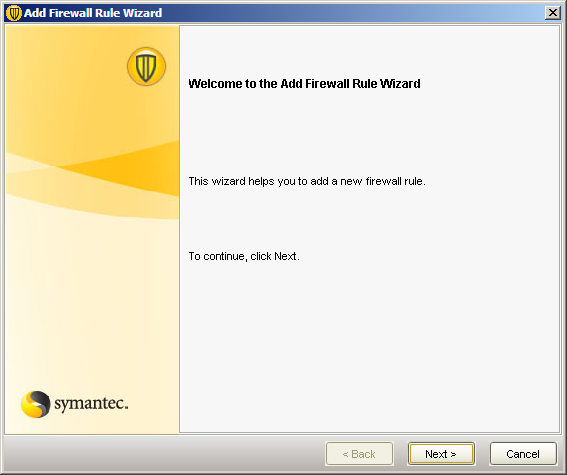 Add Firewall Rule Wizard
Welcome to the Add Firewall Rule Wizard
This wizard helps you to add a new firewall rule.
To continue, click Next.
symantec.
< Back
Next >
Cancel